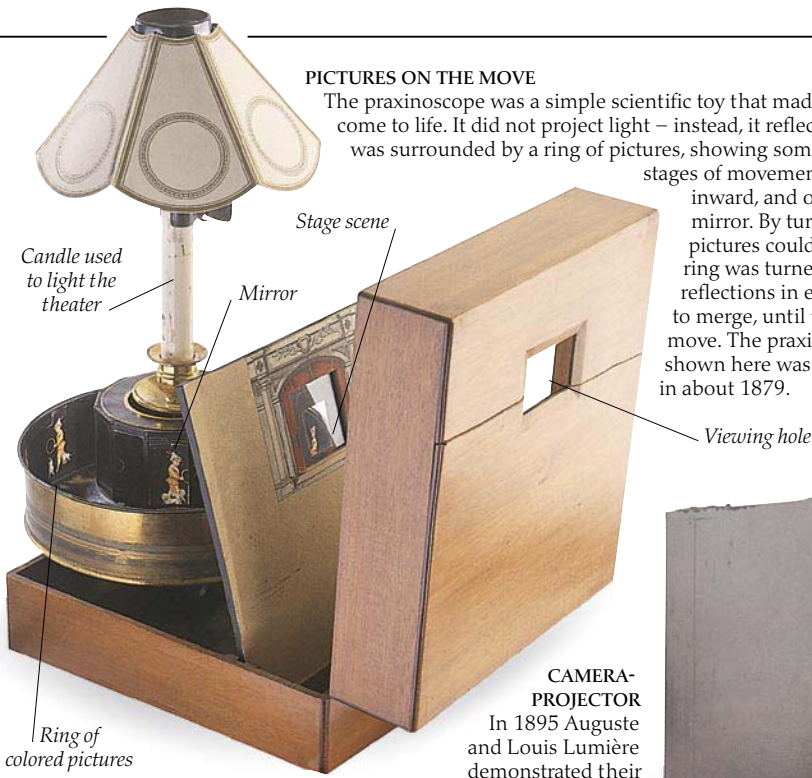 PICTURES ON THE MOVE
The praxinoscope was a simple scientific toy that mad
come to life. It did not project light – instead, it reflec
was surrounded by a ring of pictures, showing som
stages of movemen
inward, and o
mirror. By tur
pictures could
ring was turne
reflections in e
to merge, until
move. The praxi
shown here was
in about 1879.
Stage scene
Candle used
to light the
theater
Mirror
Viewing hole
CAMERA-
PROJECTOR
In 1895 Auguste
and Louis Lumière
demonstrated their
Ring of
colored pictures